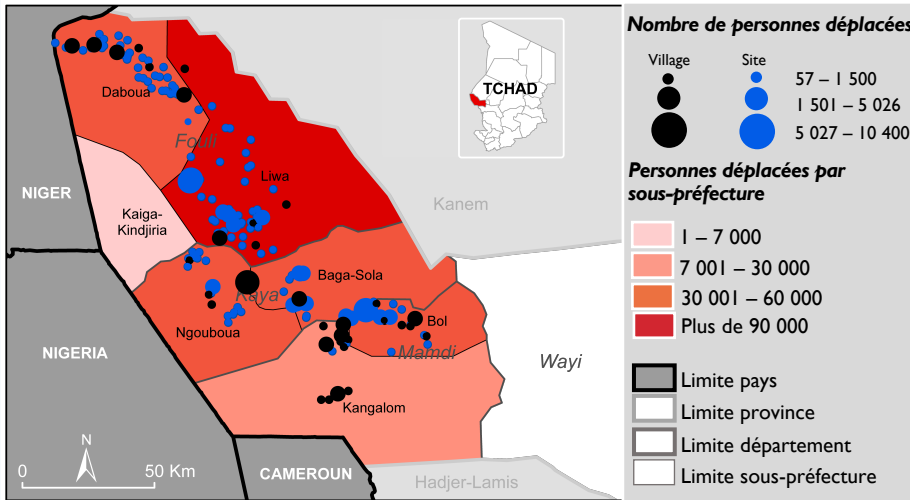 Daboua
Fouli
Liwa
NIGER
Kaiga-
Kindjiria
Kanem
Baga-Sola
Kaya
Ngouboua
Bol
Mamdi
NIGERIA
Wayi
Kangalom
N
0 50 Km
CAMEROUN
Hadjer-Lamis
TCHAD
Nombre de personnes déplacées
Village Site
57 – 1 500
1 501 – 5 026
5 027 – 10 400
Personnes déplacées par
sous-préfecture
1 – 7 000
7 001 – 30 000
30 001 – 60 000
Plus de 90 000
Limite pays
Limite province
Limite département
Limite sous-préfecture